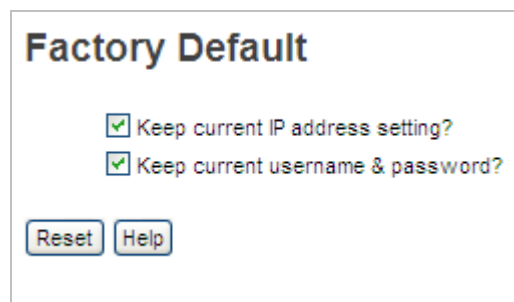 Factory Default
Keep current IP address setting?
Keep current username & password?
Reset Help